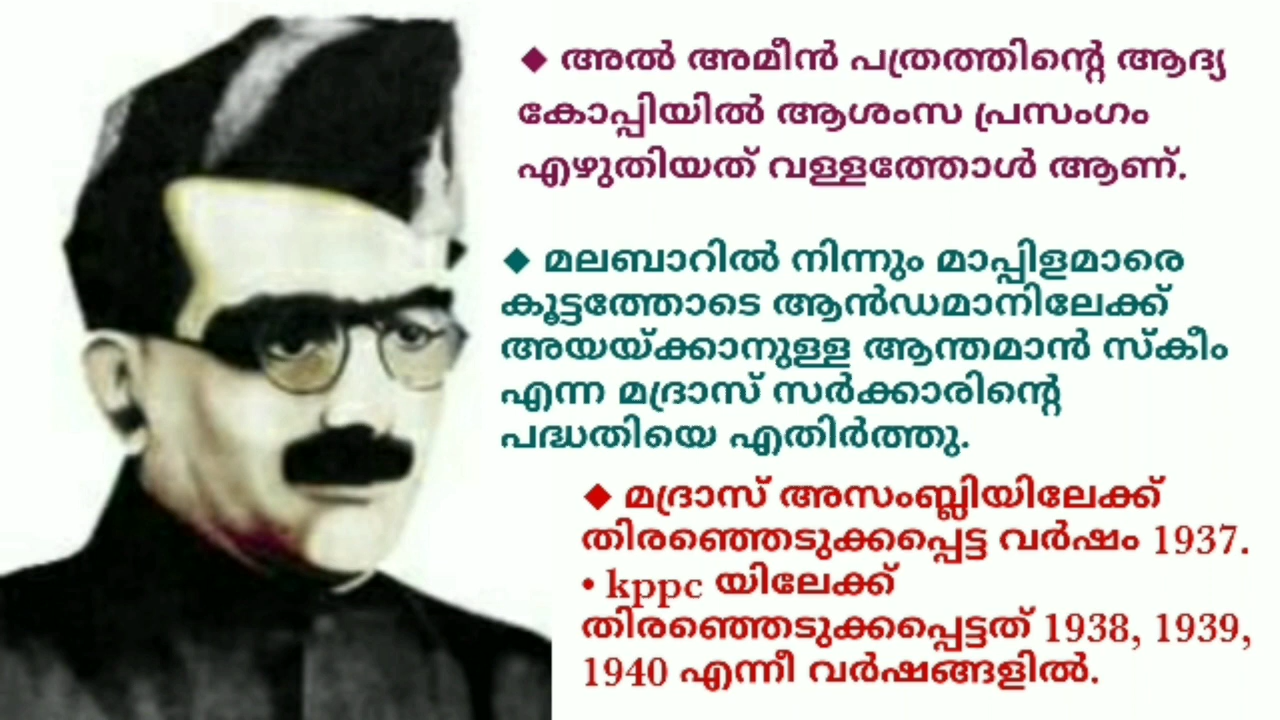 ◆ അൽ അമീൻ പത്രത്തിന്റെ ആദ്യ
കോപ്പിയിൽ ആശംസ പ്രസംഗം
എഴുതിയത് വള്ളത്തോൾ ആണ്.
◆ മലബാറിൽ നിന്നും മാപ്പിളമാരെ
കൂട്ടത്തോടെ ആൻഡമാനിലേക്ക്
അയയ്ക്കാനുള്ള ആന്തമാൻ സ്കീം
എന്ന മദ്രാസ് സർക്കാരിന്റെ
പദ്ധതിയെ എതിർത്തു.
◆ മദ്രാസ് അസംബ്ലിയിലേക്ക്
തിരഞ്ഞെടുക്കപ്പെട്ട വർഷം 1937.
• kppc യിലേക്ക്
തിരഞ്ഞെടുക്കപ്പെട്ടത് 1938, 1939,
1940 എന്നീ വർഷങ്ങളിൽ.